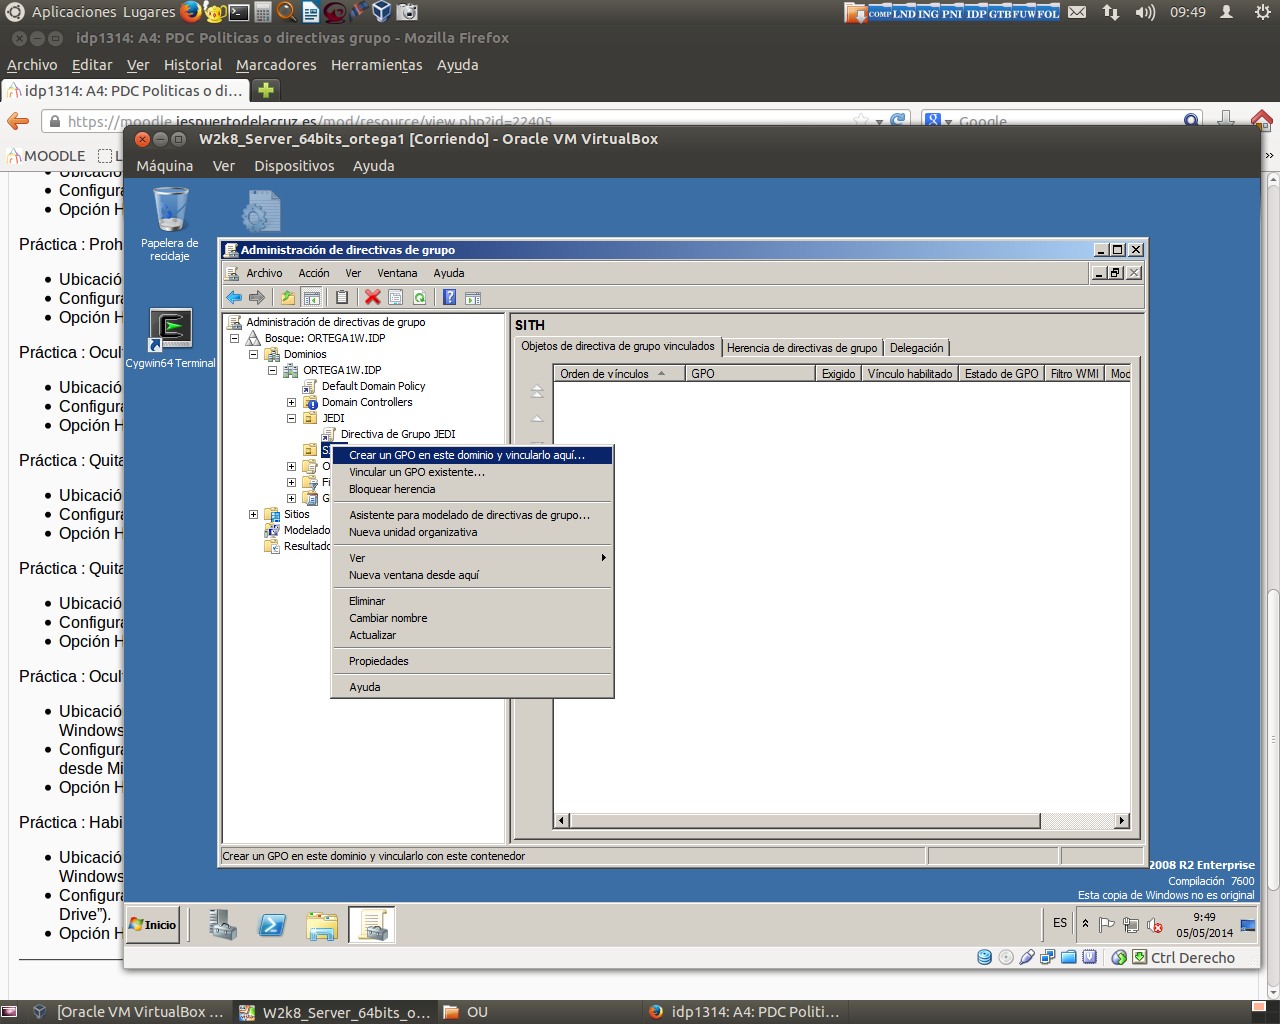 Aplicaciones Lugares
COMP LND ING PNI IDP GTB FUW FOL
09:49
idp1314: A4: PDC Politicas o directivas grupo - Mozilla Firefox
Archivo Editar Ver Historial Marcadores Herramientas Ayuda
idp1314: A4: PDC Politicas o di...
https://moodle.iespuertodelacruz.es/mod/resource/view.php?id=22405
Google
MOODLE
W2k8_Server_64bits_ortega1 [Corriendo] - Oracle VM VirtualBox
Máquina Ver Dispositivos Ayuda
Configura
Opción H
Práctica : Proh
Ubicació
Configura
Opción H
Práctica : Ocul
Ubicació
Configura
Opción H
Práctica : Quita
Ubicació
Configura
Opción H
Práctica : Quita
Ubicació
Configura
Opción H
Práctica : Ocul
Ubicació
Windows
Configura
desde Mi
Opción H
Práctica : Habi
Ubicació
Windows
Configura
Drive”).
Opción H
Papelera de
reciclaje
Cygwin64 Terminal
Administración de directivas de grupo
Archivo Acción Ver Ventana Ayuda
Administración de directivas de grupo
Bosque: ORTEGA1W.IDP
Dominios
ORTEGA1W.IDP
Default Domain Policy
Domain Controllers
JEDI
Directiva de Grupo JEDI
S
O
Fi
G
Sitios
Modelado
Resultado
SITH
Objetos de directiva de grupo vinculados
Herencia de directivas de grupo
Delegación
Orden de vínculos GPO Exigido Vínculo habilitado Estado de GPO Filtro WMI Moc
Crear un GPO en este dominio y vincularlo aquí...
Vincular un GPO existente...
Bloquear herencia
Asistente para modelado de directivas de grupo...
Nueva unidad organizativa
Ver
Nueva ventana desde aquí
Eliminar
Cambiar nombre
Actualizar
Propiedades
Ayuda
Crear un GPO en este dominio y vincularlo con este contenedor
2008 R2 Enterprise
Compilación 7600
Esta copia de Windows no es original
Inicio
ES
9:49
05/05/2014
Ctrl Derecho
[Oracle VM VirtualBox ...
W2k8_Server_64bits_o...
OU
idp1314: A4: PDC Politi...